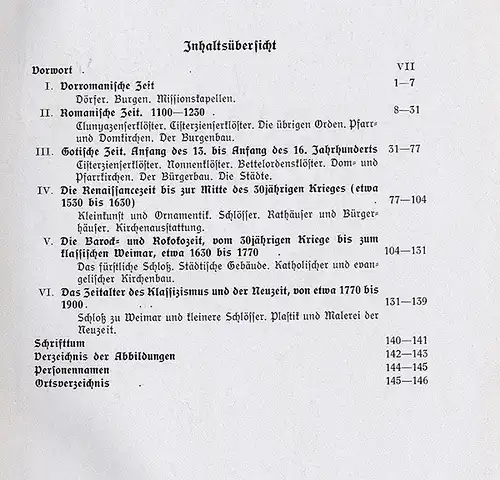 Inhaltsübersicht
Vorwort . VII
I. Vorromanische Zeit 1—7
Dörfer. Burgen. Missionskapellen.
II. Romanische Zeit. 1100—1230 . 8—31
Clunyazenserklöster. Cisterzienserklöster. Die übrigen Orden. Pfarr-
und Domkirchen. Der Burgenbau.
III. Gotische Zeit. Anfang des 13. bis Anfang des 16. Jahrhunderts 31—77
Cisterzienserklöster. Nonnenklöster. Bettelordensklöster. Dom- und
Pfarrkirchen. Der Bürgerbau. Die Städte.
IV. Die Renaissancezeit bis zur Mitte des 30jährigen Krieges (etwa
1530 bis 1630) . 77—104
Kleinkunst und Ornamentik. Schlösser. Rathäuser und Bürger-
häuser. Kirchenausstattung.
V. Die Barock- und Rokokozeit, vom 30jährigen Kriege bis zum
klassischen Weimar, etwa 1630 bis 1770 . 104—131
Das fürstliche Schloß. Städtische Gebäude. Katholischer und evan-
gelischer Kirchenbau.
VI. Das Zeitalter des Klassizismus und der Neuzeit, von etwa 1770 bis
1900. . . 131—139
Schloß zu Weimar und kleinere Schlösser. Plastik und Malerei der
Neuzeit.
Schrifttum 140—141
Verzeichnis der Abbildungen 142—143
Personennamen 144—145
Ortsverzeichnis . 145—146